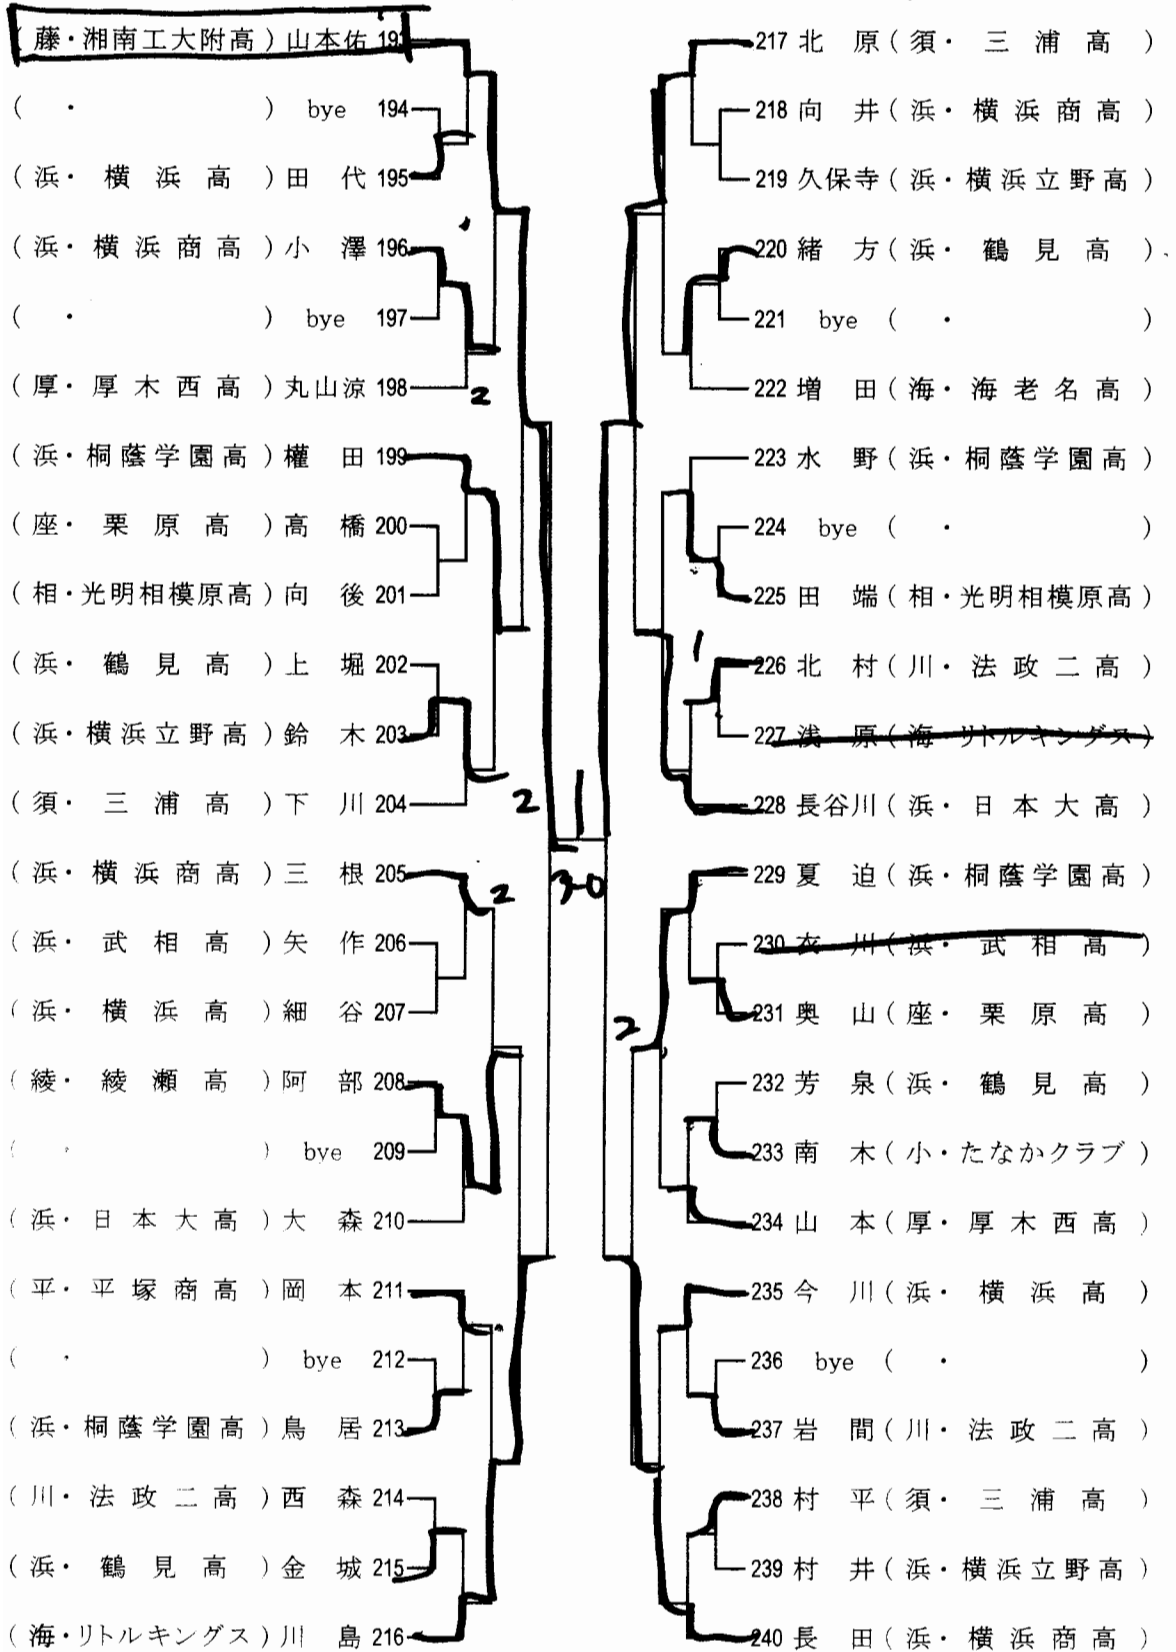 (藤・湘南工大附高)山本佑 193
(　・　) bye 194
(浜・横浜高)田代 195
(浜・横浜商高)小澤 196
(　・　) bye 197
(厚・厚木西高)丸山涼 198
2
(浜・桐蔭学園高)權田 199
(座・栗原高)高橋 200
(相・光明相模原高)向後 201
(浜・鶴見高)上堀 202
(浜・横浜立野高)鈴木 203
(須・三浦高)下川 204
2
(浜・横浜商高)三根 205
2
(浜・武相高)矢作 206
(浜・横浜高)細谷 207
(綾・綾瀬高)阿部 208
(　・　) bye 209
(浜・日本大高)大森 210
(平・平塚商高)岡本 211
(　・　) bye 212
(浜・桐蔭学園高)鳥居 213
(川・法政二高)西森 214
(浜・鶴見高)金城 215
(海・リトルキングス)川島 216
1
3-0
217 北原(須・三浦高)
218 向井(浜・横浜商高)
219 久保寺(浜・横浜立野高)
220 緒方(浜・鶴見高)
221 bye (　・　)
222 増田(海・海老名高)
223 水野(浜・桐蔭学園高)
224 bye (　・　)
225 田端(相・光明相模原高)
1
226 北村(川・法政二高)
227 浅原(海・リトルキングス)
228 長谷川(浜・日本大高)
229 夏迫(浜・桐蔭学園高)
230 衣川(浜・武相高)
231 奥山(座・栗原高)
2
232 芳泉(浜・鶴見高)
233 南木(小・たなかクラブ)
234 山本(厚・厚木西高)
235 今川(浜・横浜高)
236 bye (　・　)
237 岩間(川・法政二高)
238 村平(須・三浦高)
239 村井(浜・横浜立野高)
240 長田(浜・横浜商高)